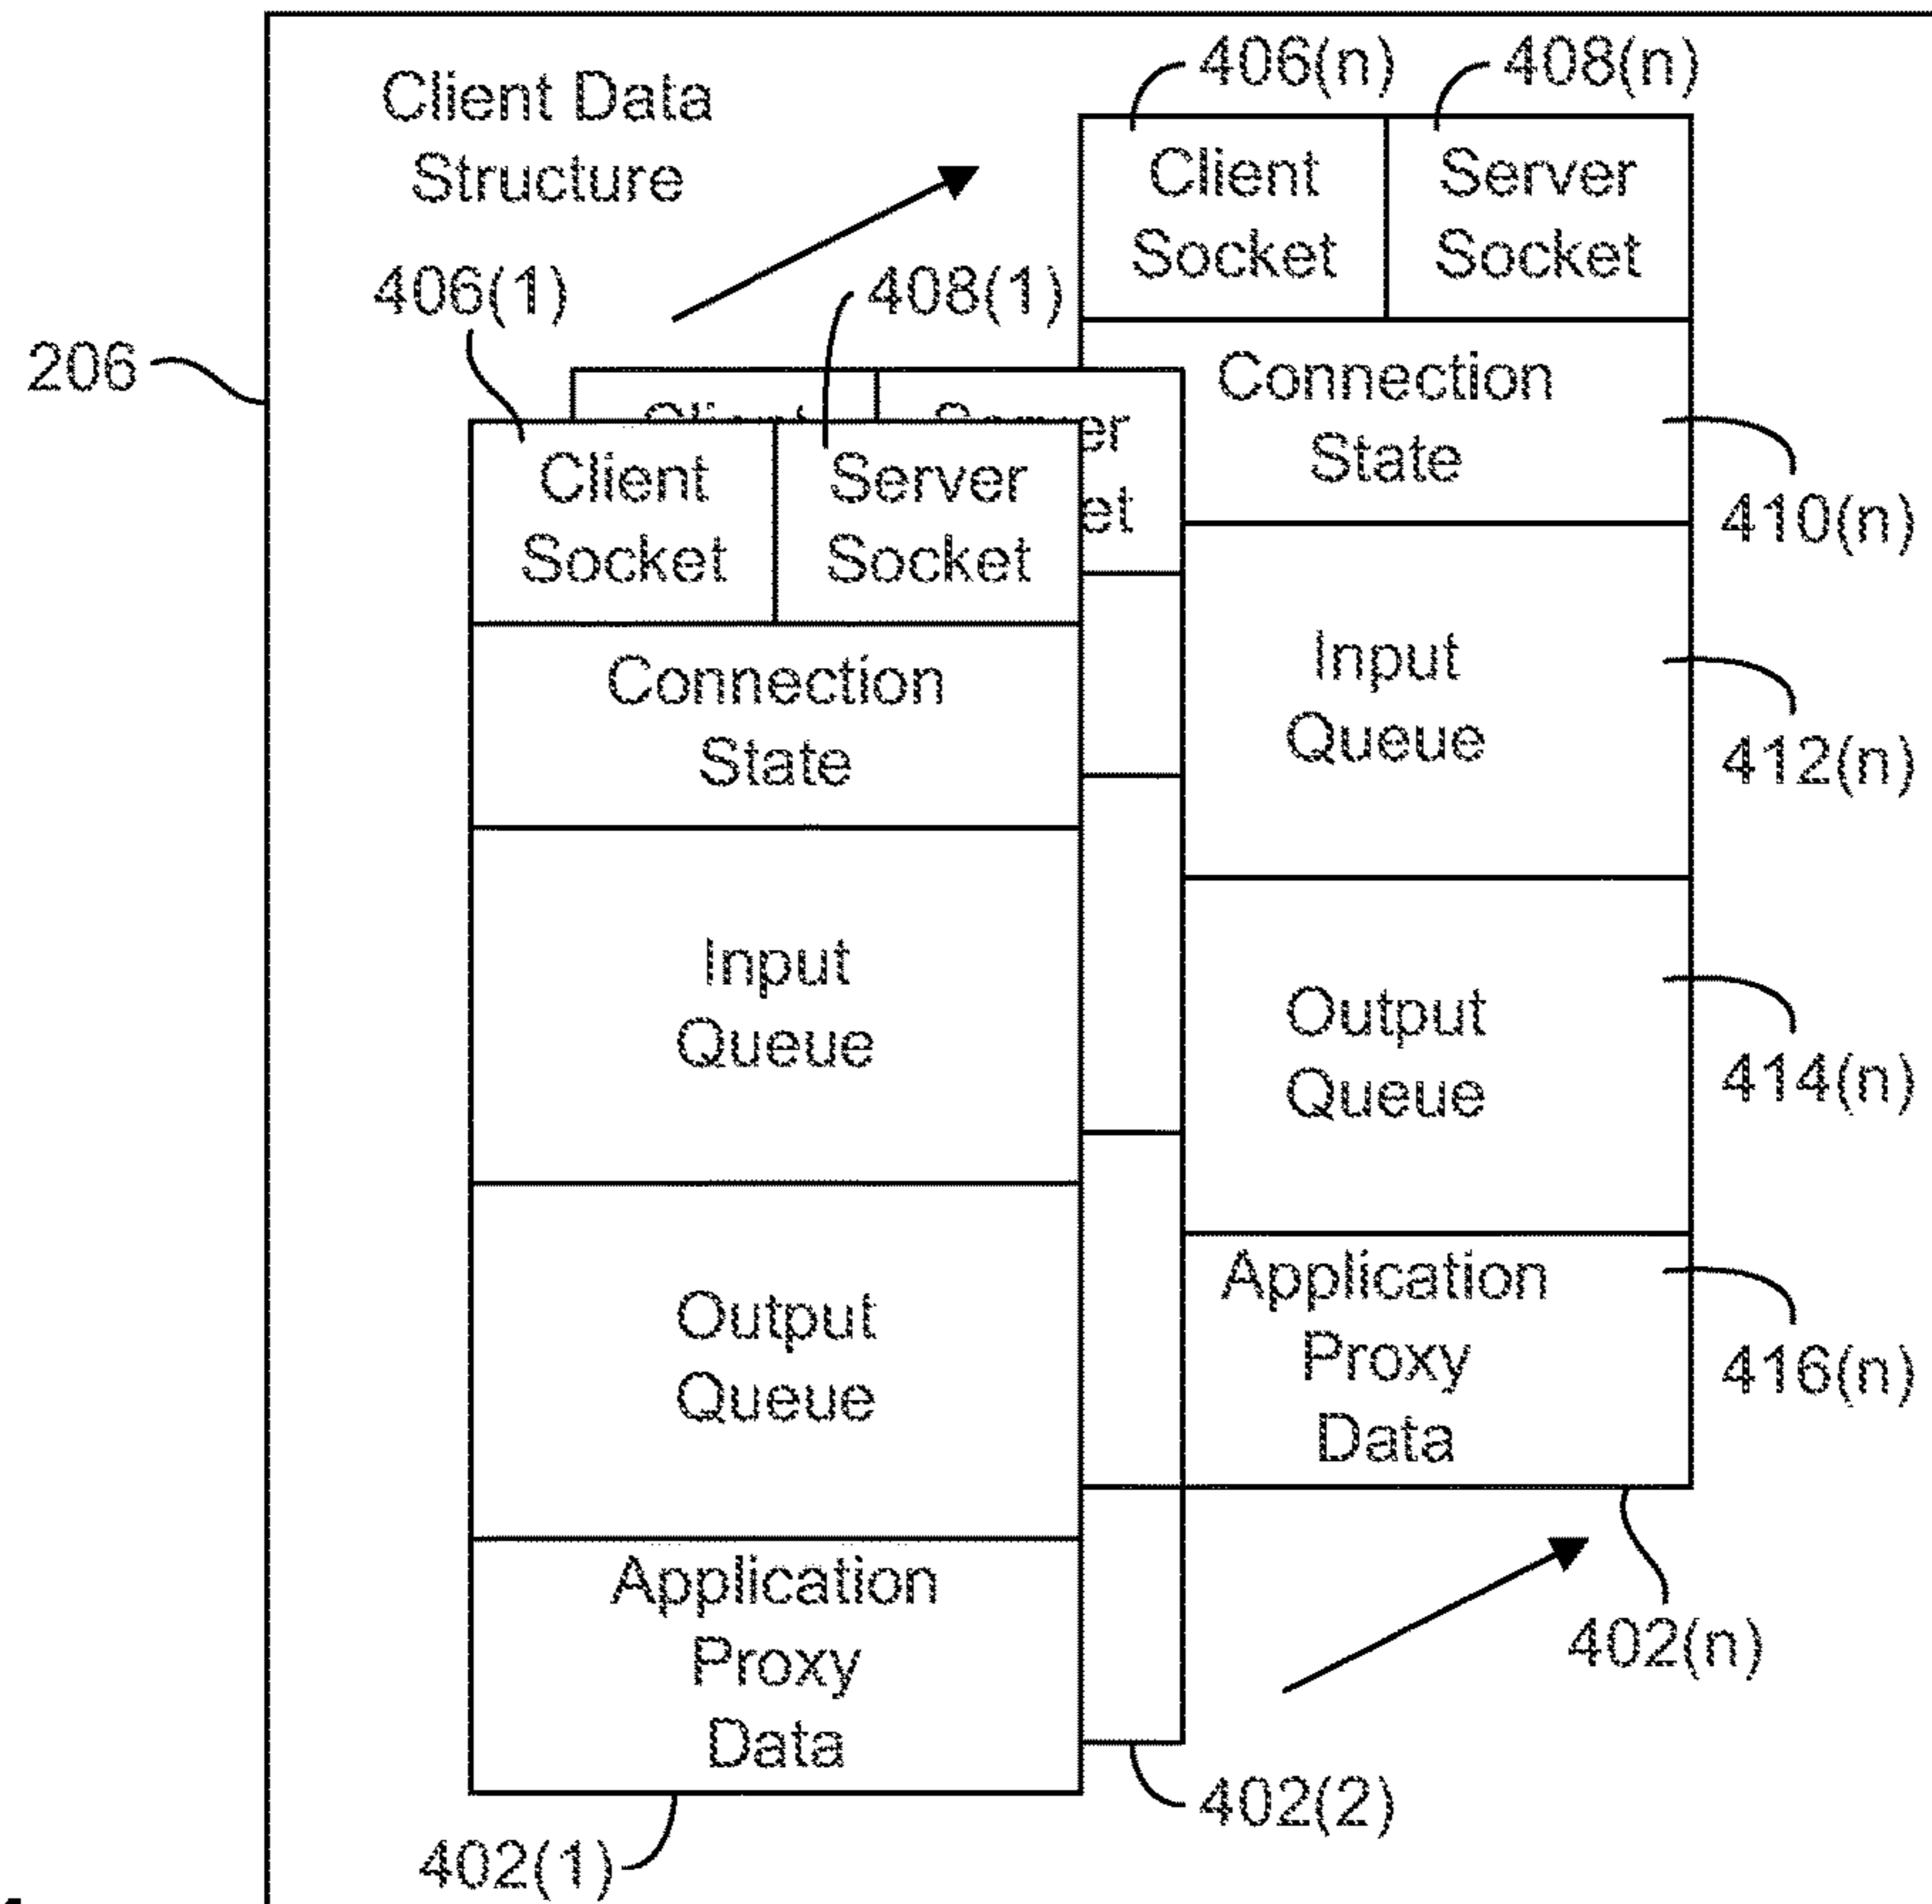 Client Data
Structure
406(n)
408(n)
Client
Socket
Server
Socket
406(1)
408(1)
206
Connection
State
410(n)
er
et
Client
Socket
Server
Socket
Input
Queue
412(n)
Connection
State
Output
Queue
414(n)
Input
Queue
Application
Proxy
Data
416(n)
Output
Queue
402(n)
Application
Proxy
Data
402(2)
402(1)